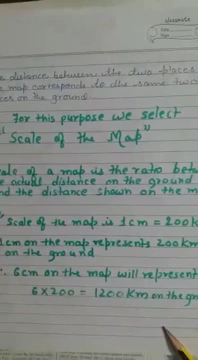 distance between the two places
map corresponds to the same two
ces on the ground.
For this purpose we select
"Scale of the Map"
cale of a map is the ratio betw
e actual distance on the ground
nd the distance shown on the m
Scale of the map is 1cm = 200k
1cm on the map represents 200 km
on the ground
∴ 6cm on the map will represent
6 x 200 = 1200 Km on the gr